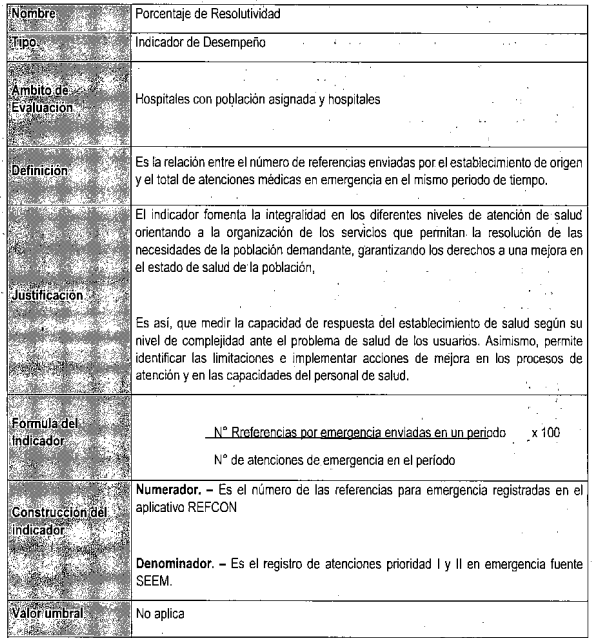 Nombre
Porcentaje de Resolutividad
Tipo.
Indicador de Desempeño
Ámbito de
Evaluación
Hospitales con población asignada y hospitales
Definición
Es la relación entre el número de referencias enviadas por el establecimiento de origen
y el total de atenciones médicas en emergencia en el mismo periodo de tiempo.
Justificación
El indicador fomenta la integralidad en los diferentes niveles de atención de salud
orientando a la organización de los servicios que permitan la resolución de las
necesidades de la población demandante, garantizando los derechos a una mejora en
el estado de salud de la población,
Es así, que medir la capacidad de respuesta del establecimiento de salud según su
nivel de complejidad ante el problema de salud de los usuarios. Asimismo, permite
identificar las limitaciones e implementar acciones de mejora en los procesos de
atención y en las capacidades del personal de salud.
Formula del
Indicador
N° Rreferencias por emergencia enviadas en un periodo x 100
N° de atenciones de emergencia en el período
Construcción del
indicador
Numerador. – Es el número de las referencias para emergencia registradas en el
aplicativo REFCON
Denominador. – Es el registro de atenciones prioridad I y II en emergencia fuente
SEEM.
Valor umbral
No aplica